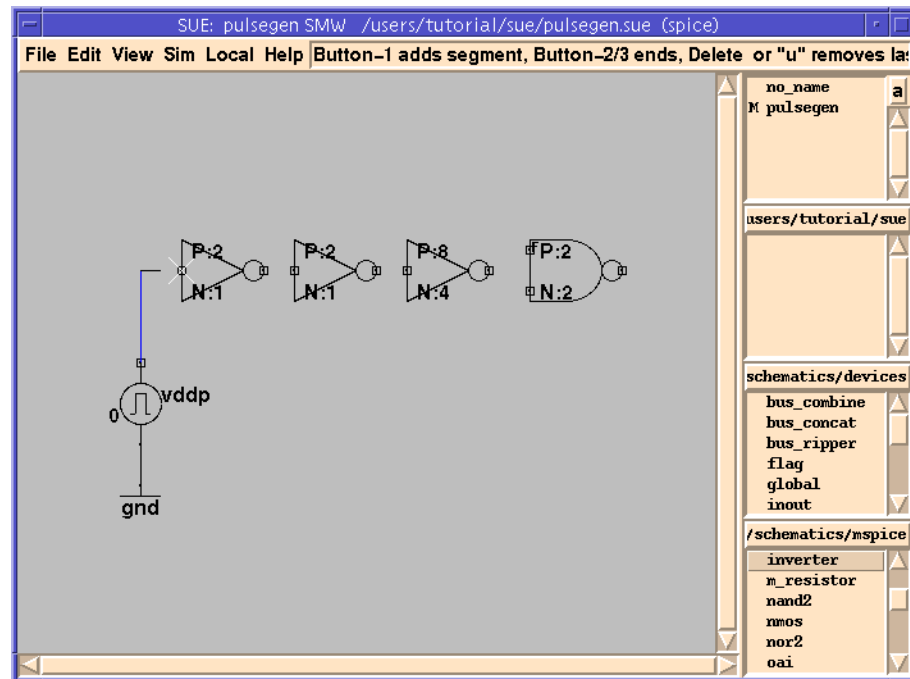 SUE: pulsegen SMW /users/tutorial/sue/pulsegen.sue (spice)
File Edit View Sim Local Help Button-1 adds segment, Button-2/3 ends, Delete or "u" removes la
no_name
a
M pulsegen
users/tutorial/sue
schematics/devices
bus_combine
bus_concat
bus_ripper
flag
global
inout
/schematics/mspice
inverter
m_resistor
nand2
nmos
nor2
oai
P:2 P:2 P:8 fP:2
N:1 N:1 N:4 N:2
vddp
0
gnd